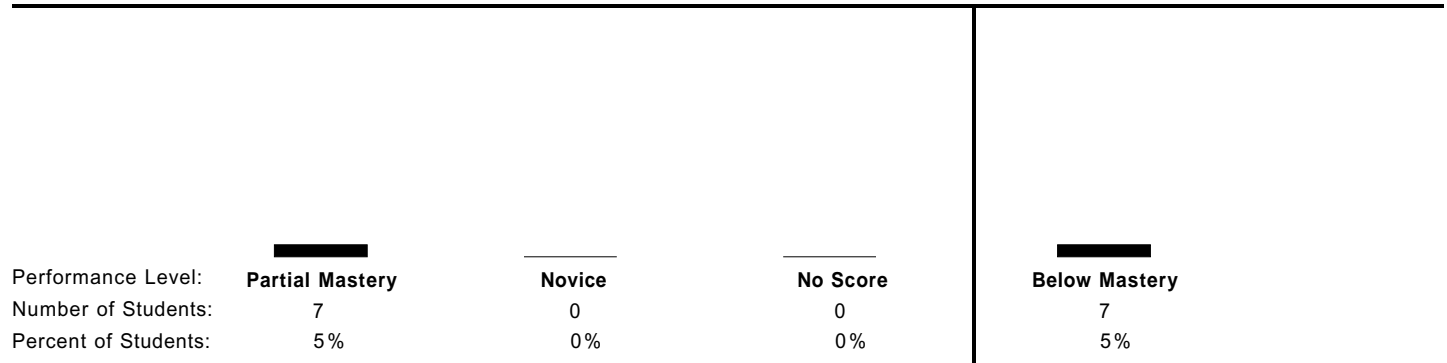 Performance Level: Partial Mastery Novice No Score Below Mastery
Number of Students: 7 0 0 7
Percent of Students: 5% 0% 0% 5%